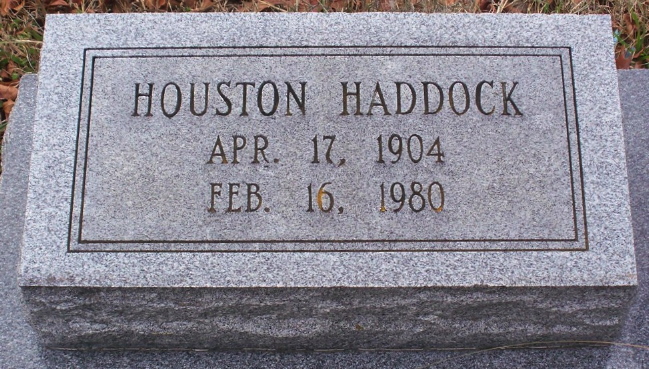 HOUSTON HADDOCK
APR. 17, 1904
FEB. 16, 1980